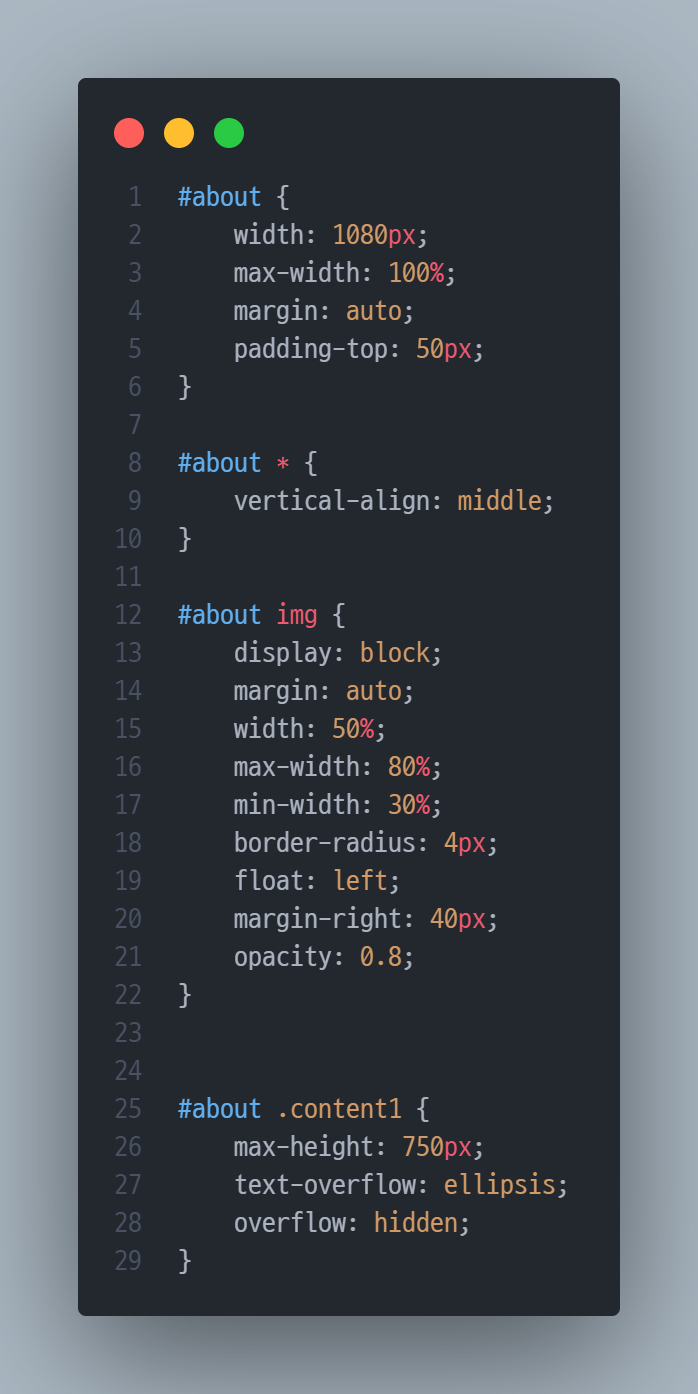 1 #about {
2     width: 1080px;
3     max-width: 100%;
4     margin: auto;
5     padding-top: 50px;
6 }
7
8 #about * {
9     vertical-align: middle;
10 }
11
12 #about img {
13     display: block;
14     margin: auto;
15     width: 50%;
16     max-width: 80%;
17     min-width: 30%;
18     border-radius: 4px;
19     float: left;
20     margin-right: 40px;
21     opacity: 0.8;
22 }
23
24
25 #about .content1 {
26     max-height: 750px;
27     text-overflow: ellipsis;
28     overflow: hidden;
29 }